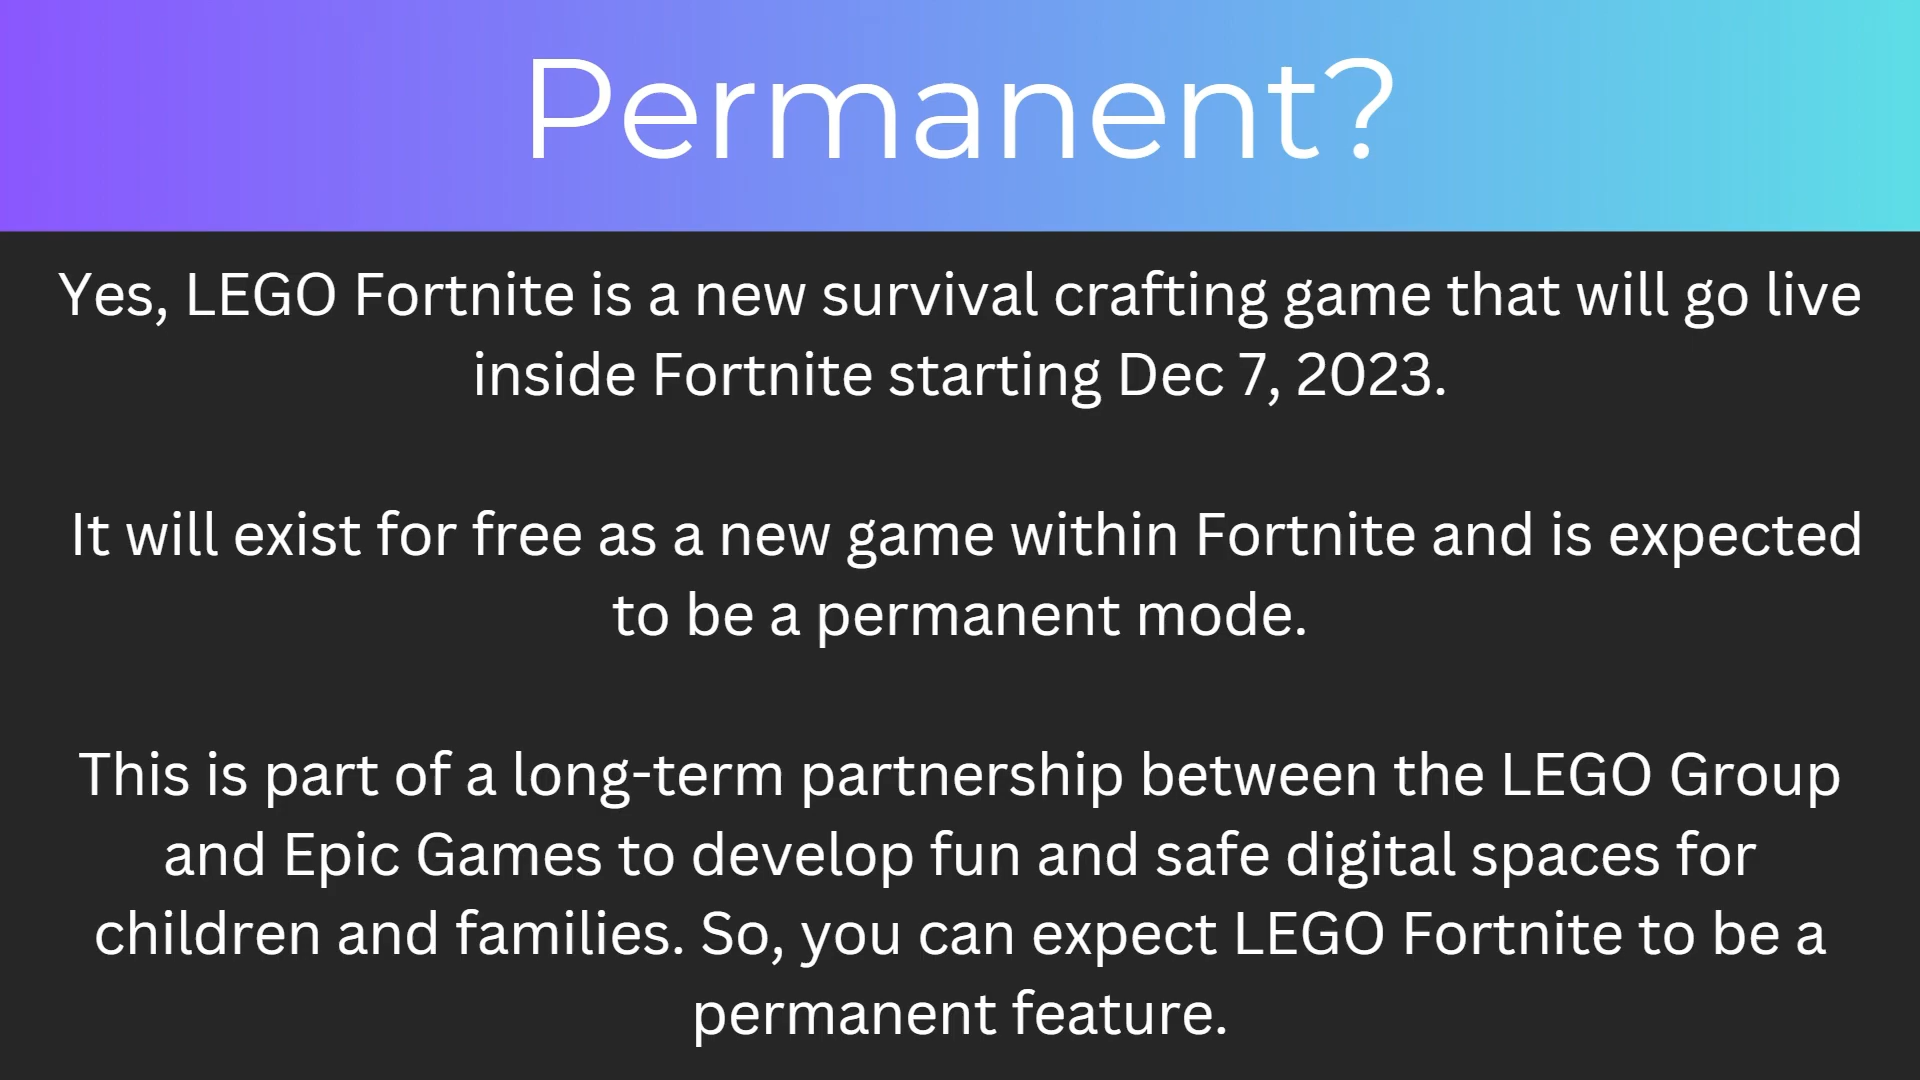 Permanent?
Yes, LEGO Fortnite is a new survival crafting game that will go live
inside Fortnite starting Dec 7, 2023.
It will exist for free as a new game within Fortnite and is expected
to be a permanent mode.
This is part of a long-term partnership between the LEGO Group
and Epic Games to develop fun and safe digital spaces for
children and families. So, you can expect LEGO Fortnite to be a
permanent feature.